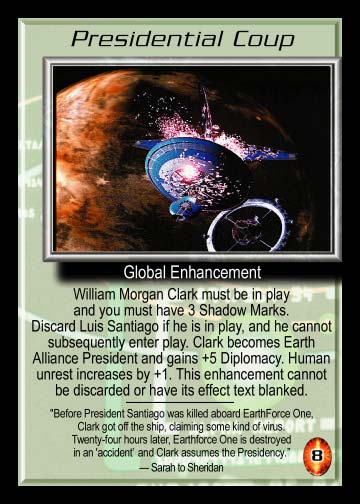 Presidential Coup
Global Enhancement
William Morgan Clark must be in play
and you must have 3 Shadow Marks.
Discard Luis Santiago if he is in play, and he cannot
subsequently enter play. Clark becomes Earth
Alliance President and gains +5 Diplomacy. Human
unrest increases by +1. This enhancement cannot
be discarded or have its effect text blanked.
"Before President Santiago was killed aboard EarthForce One,
Clark got off the ship, claiming some kind of virus.
Twenty-four hours later, Earthforce One is destroyed
in an 'accident' and Clark assumes the Presidency."
— Sarah to Sheridan
8